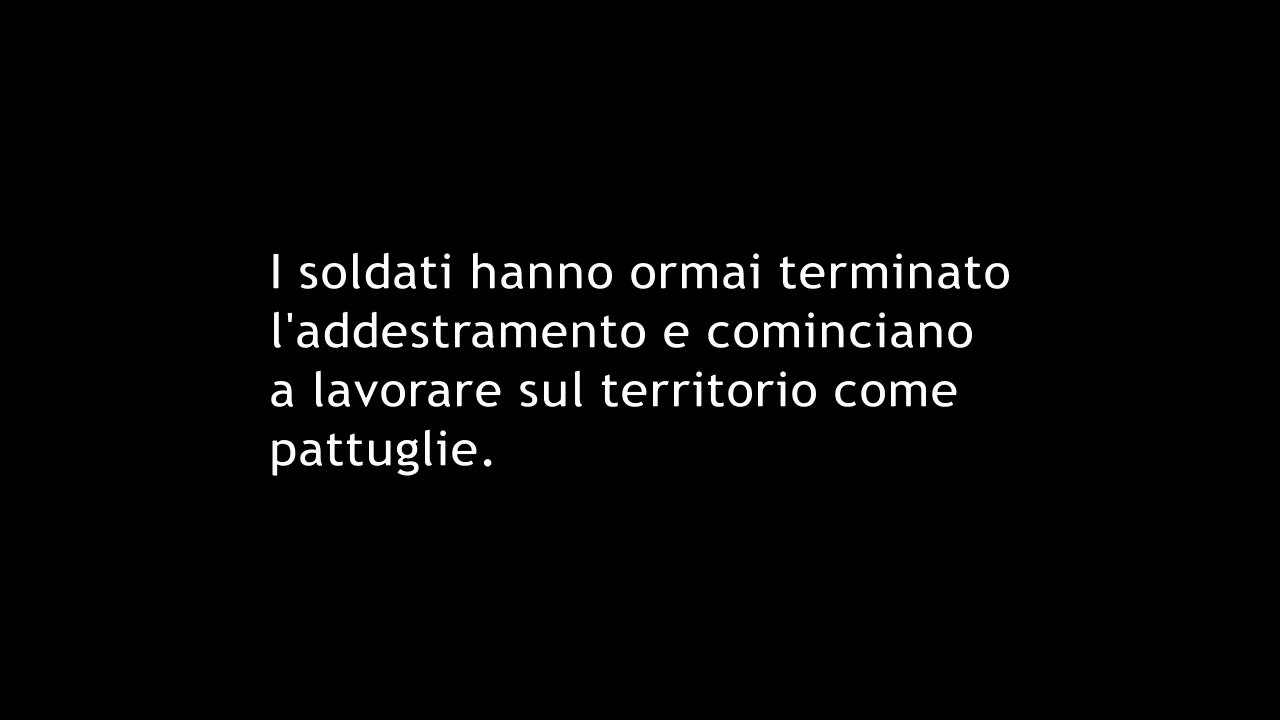 I soldati hanno ormai terminato
l'addestramento e cominciano
a lavorare sul territorio come
pattuglie.